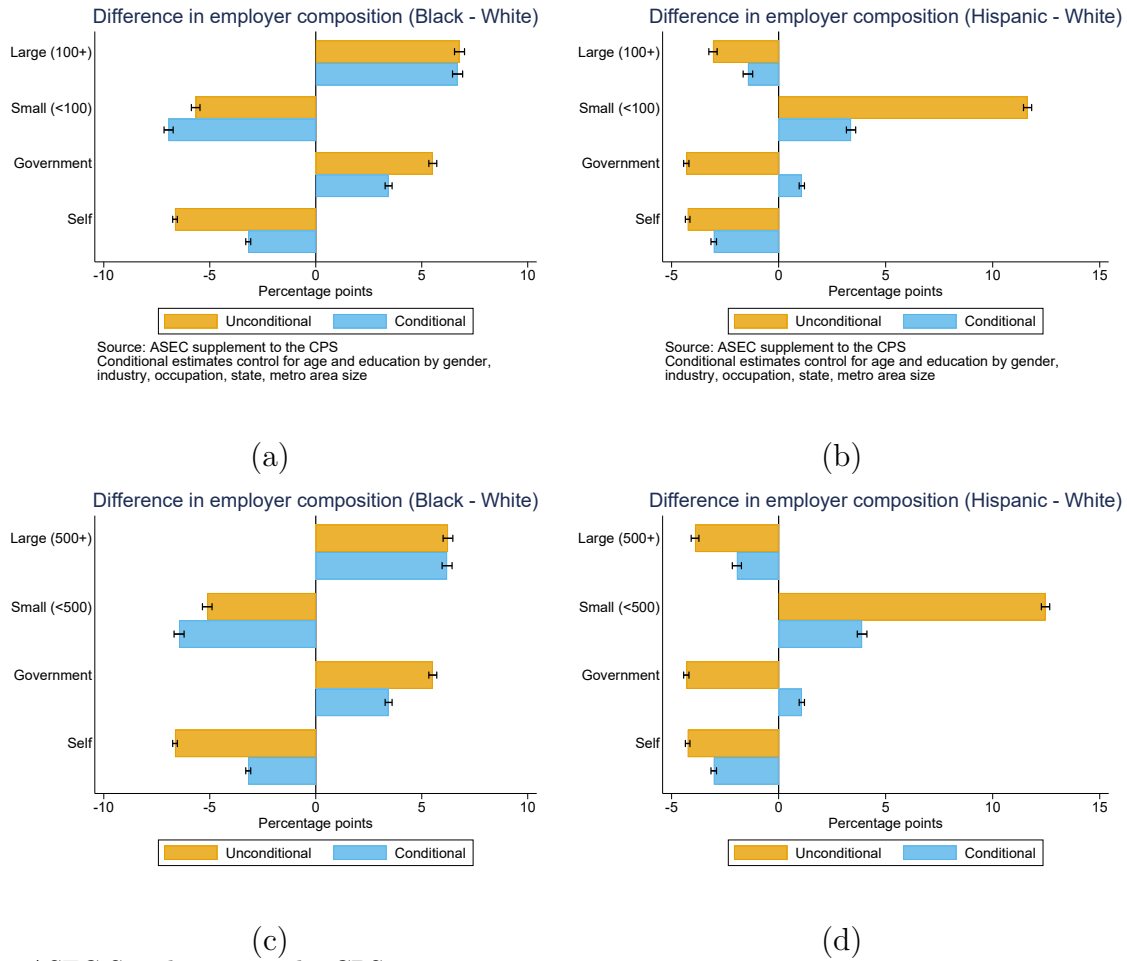 Difference in employer composition (Black - White)
Large (100+)
Small (<100)
Government
Self
-10 -5 0 5 10
Percentage points
Unconditional Conditional
Source: ASEC supplement to the CPS
Conditional estimates control for age and education by gender,
industry, occupation, state, metro area size
(a)
Difference in employer composition (Hispanic - White)
Large (100+)
Small (<100)
Government
Self
-5 0 5 10 15
Percentage points
Unconditional Conditional
Source: ASEC supplement to the CPS
Conditional estimates control for age and education by gender,
industry, occupation, state, metro area size
(b)
Difference in employer composition (Black - White)
Large (500+)
Small (<500)
Government
Self
-10 -5 0 5 10
Percentage points
Unconditional Conditional
(c)
Difference in employer composition (Hispanic - White)
Large (500+)
Small (<500)
Government
Self
-5 0 5 10 15
Percentage points
Unconditional Conditional
(d)